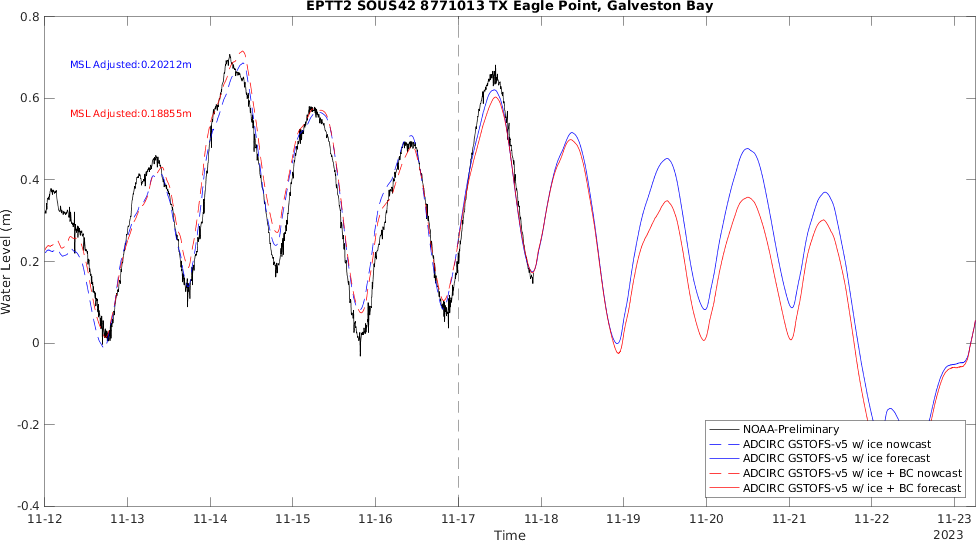 EPTT2 SOUS42 8771013 TX Eagle Point, Galveston Bay
0.8
0.6
0.4
0.2
0
-0.2
-0.4
Water Level (m)
MSL Adjusted:0.20212m
MSL Adjusted:0.18855m
NOAA-Preliminary
ADCIRC GSTOFS-v5 w/ ice nowcast
ADCIRC GSTOFS-v5 w/ ice forecast
ADCIRC GSTOFS-v5 w/ ice + BC nowcast
ADCIRC GSTOFS-v5 w/ ice + BC forecast
11-12 11-13 11-14 11-15 11-16 11-17 11-18 11-19 11-20 11-21 11-22 11-23
2023
Time